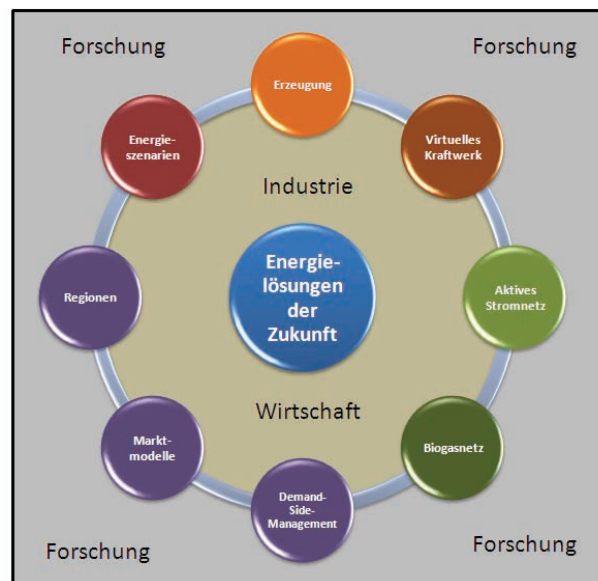 Forschung
Forschung
Erzeugung
Energie-
szenarien
Virtuelles
Kraftwerk
Industrie
Energie-
lösungen
der
Zukunft
Regionen
Aktives
Stromnetz
Wirtschaft
Markt-
modelle
Biogasnetz
Demand-
Side-
Management
Forschung
Forschung